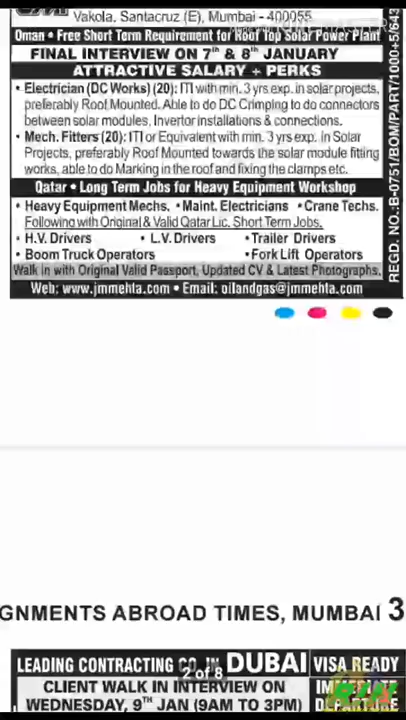 Vakola, Santacruz (E), Mumbai - 400055
Oman • Free Short Term Requirement for Roof Top Solar Power Plant
FINAL INTERVIEW ON 7th & 8th JANUARY
ATTRACTIVE SALARY + PERKS
• Electrician (DC Works) (20): ITI with min. 3 yrs exp. in solar projects,
preferably Roof Mounted. Able to do DC Crimping to do connectors
between solar modules, Invertor installations & connections.
• Mech. Fitters (20): ITI or Equivalent with min. 3 yrs exp. in Solar
Projects, preferably Roof Mounted towards the solar module fitting
works, able to do Marking in the roof and fixing the clamps etc.
Qatar • Long Term Jobs for Heavy Equipment Workshop
• Heavy Equipment Mechs. • Maint. Electricians • Crane Techs.
Following with Original & Valid Qatar Lic. Short Term Jobs.
• H.V. Drivers • L.V. Drivers • Trailer Drivers
• Boom Truck Operators • Fork Lift Operators
Walk in with Original Valid Passport, Updated CV & Latest Photographs.
Web: www.jmmehta.com • Email: oilandgas@jmmehta.com
REGD. NO.:B-0751/BOM/PART/1000+5/643
GNMENTS ABROAD TIMES, MUMBAI 3
LEADING CONTRACTING CO. IN DUBAI VISA READY
2 of 8
CLIENT WALK IN INTERVIEW ON IMMEDIATE
WEDNESDAY, 9TH JAN (9AM TO 3PM) DEPARTURE